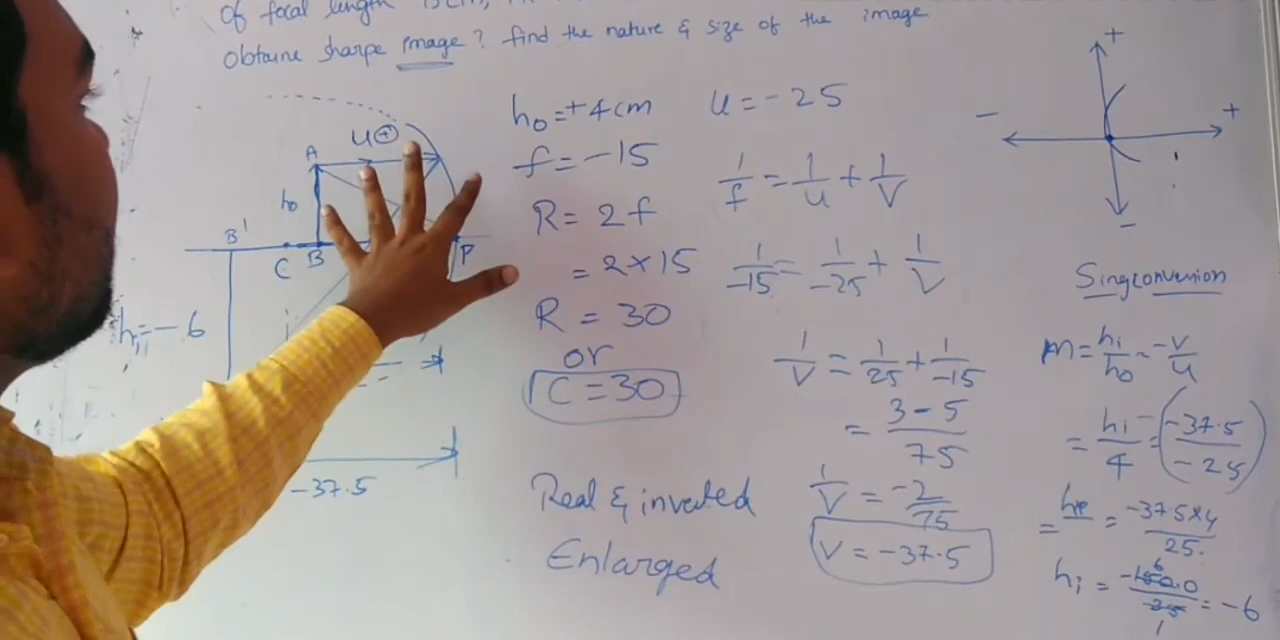 of focal length 15cm,
obtaine sharpe image? find the nature & size of the image
A
u⊕
h₀
B'
C
B
P
hᵢ=-6
-37.5
h₀=+4cm
f=-15
R=2f
=2×15
R=30
or
C=30
Real & inverted
Enlarged
u=-25
1/f=1/u+1/v
1/-15=1/-25+1/v
1/v=1/25+1/-15
=3-5/75
1/v=-2/75
v=-37.5
+
-
+
-
Singconvenion
m=hᵢ/h₀=-v/u
=hᵢ/4=(-37.5/-25)
=-37.5×4/25.
hᵢ=
=-6